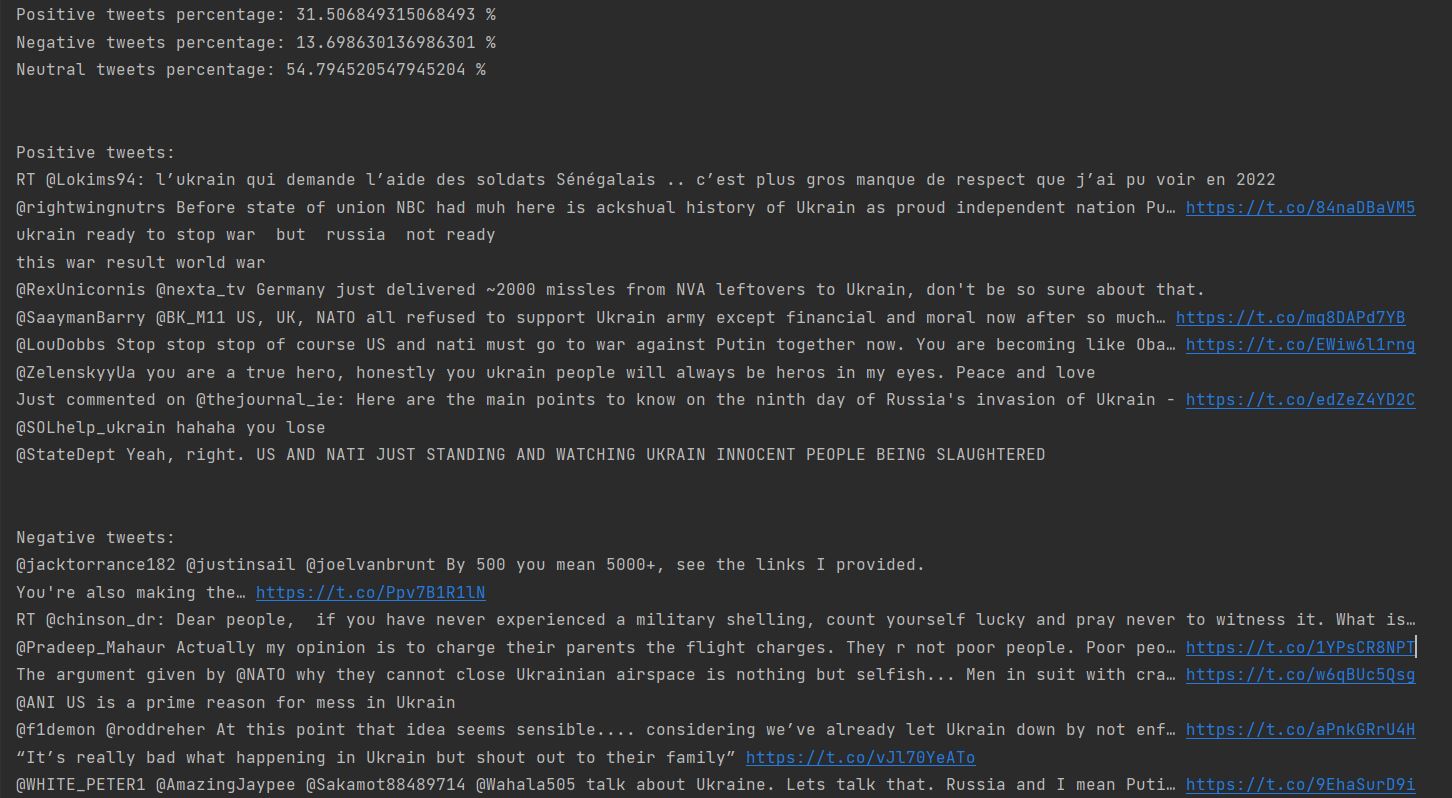 Positive tweets percentage: 31.506849315068493 %
Negative tweets percentage: 13.698630136986301 %
Neutral tweets percentage: 54.794520547945204 %
Positive tweets:
RT @Lokims94: l’ukrain qui demande l’aide des soldats Sénégalais .. c’est plus gros manque de respect que j’ai pu voir en 2022
@rightwingnutrs Before state of union NBC had muh here is ackshual history of Ukrain as proud independent nation Pu… https://t.co/84naDBaVM5
ukrain ready to stop war  but  russia  not ready
this war result world war
@RexUnicornis @nexta_tv Germany just delivered ~2000 missles from NVA leftovers to Ukrain, don't be so sure about that.
@SaaymanBarry @BK_M11 US, UK, NATO all refused to support Ukrain army except financial and moral now after so much… https://t.co/mq8DAPd7YB
@LouDobbs Stop stop stop of course US and nati must go to war against Putin together now. You are becoming like Oba… https://t.co/EWiw6l1rng
@ZelenskyyUa you are a true hero, honestly you ukrain people will always be heros in my eyes. Peace and love
Just commented on @thejournal_ie: Here are the main points to know on the ninth day of Russia's invasion of Ukrain - https://t.co/edZeZ4YD2C
@SOLhelp_ukrain hahaha you lose
@StateDept Yeah, right. US AND NATI JUST STANDING AND WATCHING UKRAIN INNOCENT PEOPLE BEING SLAUGHTERED
Negative tweets:
@jacktorrance182 @justinsail @joelvanbrunt By 500 you mean 5000+, see the links I provided.
You're also making the… https://t.co/Ppv7B1R1lN
RT @chinson_dr: Dear people,  if you have never experienced a military shelling, count yourself lucky and pray never to witness it. What is…
@Pradeep_Mahaur Actually my opinion is to charge their parents the flight charges. They r not poor people. Poor peo… https://t.co/1YPsCR8NPT
The argument given by @NATO why they cannot close Ukrainian airspace is nothing but selfish... Men in suit with cra… https://t.co/w6qBUc5Qsg
@ANI US is a prime reason for mess in Ukrain
@f1demon @roddreher At this point that idea seems sensible.... considering we’ve already let Ukrain down by not enf… https://t.co/aPnkGRrU4H
“It’s really bad what happening in Ukrain but shout out to their family” https://t.co/vJl70YeATo
@WHITE_PETER1 @AmazingJaypee @Sakamot88489714 @Wahala505 talk about Ukraine. Lets talk that. Russia and I mean Puti… https://t.co/9EhaSurD9i